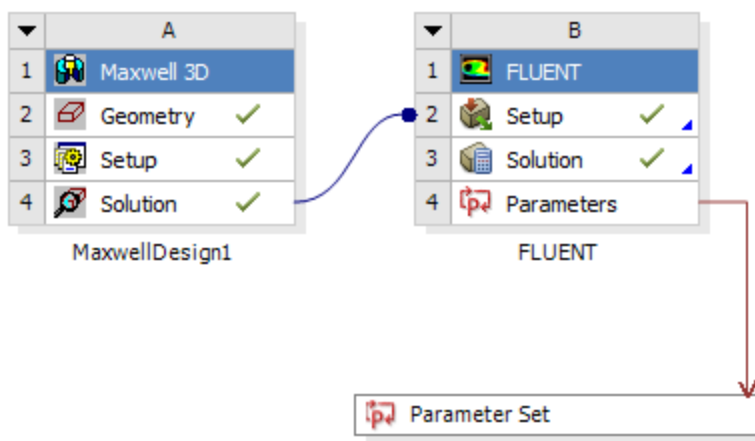 A
1 Maxwell 3D
2 Geometry
3 Setup
4 Solution
MaxwellDesign1
B
1 FLUENT
2 Setup
3 Solution
4 Parameters
FLUENT
Parameter Set